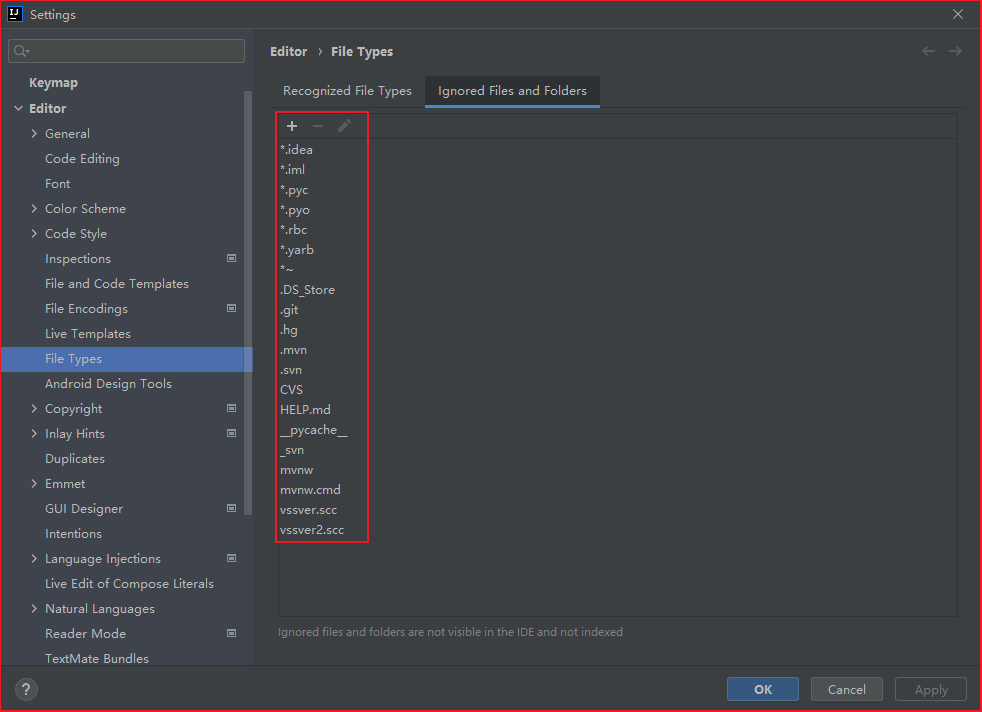 IJ
Settings
Keymap
Editor
General
Code Editing
Font
Color Scheme
Code Style
Inspections
File and Code Templates
File Encodings
Live Templates
File Types
Android Design Tools
Copyright
Inlay Hints
Duplicates
Emmet
GUI Designer
Intentions
Language Injections
Live Edit of Compose Literals
Natural Languages
Reader Mode
TextMate Bundles
Editor › File Types
Recognized File Types
Ignored Files and Folders
*.idea
*.iml
*.pyc
*.pyo
*.rbc
*.yarb
*~
.DS_Store
.git
.hg
.mvn
.svn
CVS
HELP.md
__pycache__
_svn
mvnw
mvnw.cmd
vssver.scc
vssver2.scc
Ignored files and folders are not visible in the IDE and not indexed
?
OK
Cancel
Apply